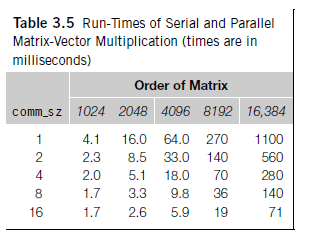 Table 3.5 Run-Times of Serial and Parallel
Matrix-Vector Multiplication (times are in
milliseconds)
Order of Matrix
comm_sz 1024 2048 4096 8192 16,384
1 4.1 16.0 64.0 270 1100
2 2.3 8.5 33.0 140 560
4 2.0 5.1 18.0 70 280
8 1.7 3.3 9.8 36 140
16 1.7 2.6 5.9 19 71